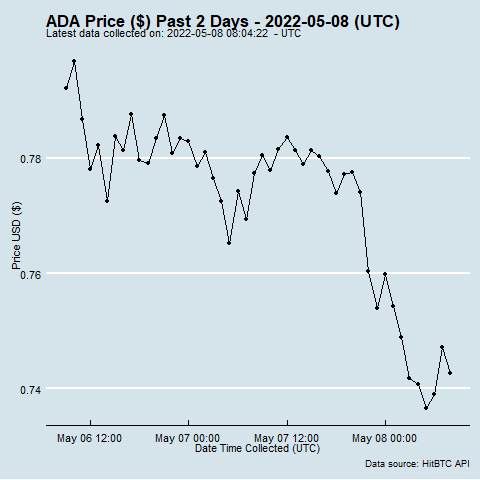 ADA Price ($) Past 2 Days - 2022-05-08 (UTC)
Latest data collected on: 2022-05-08 08:04:22 - UTC
0.78
0.76
0.74
Price USD ($)
May 06 12:00
May 07 00:00
May 07 12:00
May 08 00:00
Date Time Collected (UTC)
Data source: HitBTC API